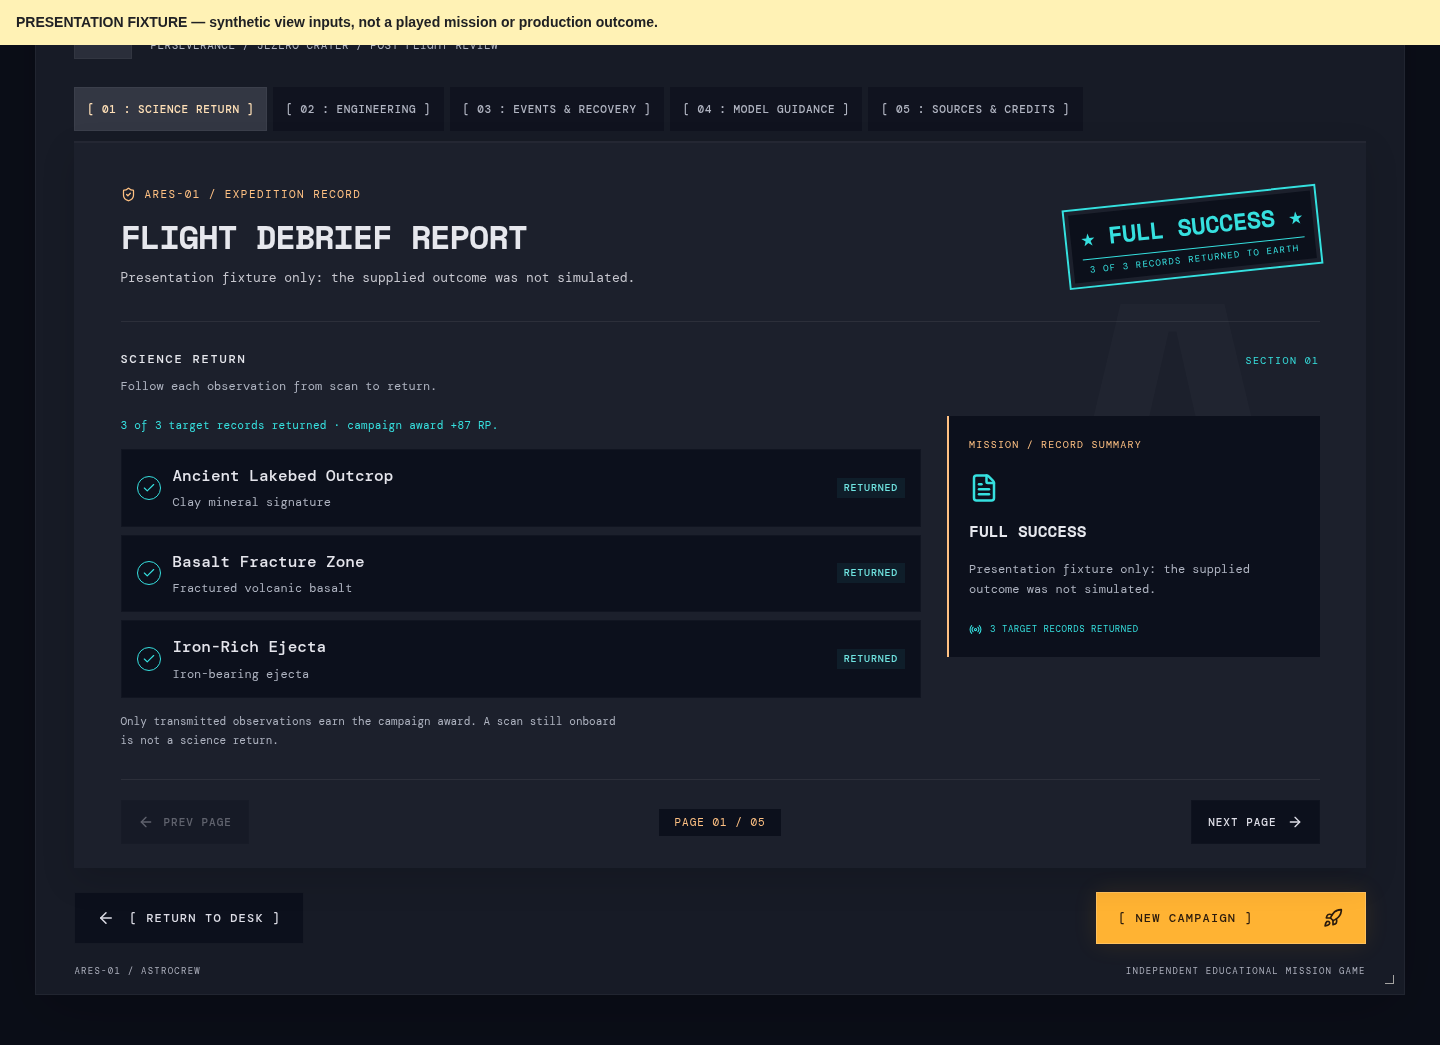 PRESENTATION FIXTURE — synthetic view inputs, not a played mission or production outcome.
PERSEVERANCE / JEZERO CRATER / POST FLIGHT REVIEW
[ 01 : SCIENCE RETURN ] [ 02 : ENGINEERING ] [ 03 : EVENTS & RECOVERY ] [ 04 : MODEL GUIDANCE ] [ 05 : SOURCES & CREDITS ]
ARES-01 / EXPEDITION RECORD
FLIGHT DEBRIEF REPORT
Presentation fixture only: the supplied outcome was not simulated.
★ FULL SUCCESS ★
3 OF 3 RECORDS RETURNED TO EARTH
SCIENCE RETURN
SECTION 01
Follow each observation from scan to return.
3 of 3 target records returned · campaign award +87 RP.
Ancient Lakebed Outcrop
Clay mineral signature
RETURNED
Basalt Fracture Zone
Fractured volcanic basalt
RETURNED
Iron-Rich Ejecta
Iron-bearing ejecta
RETURNED
Only transmitted observations earn the campaign award. A scan still onboard
is not a science return.
MISSION / RECORD SUMMARY
FULL SUCCESS
Presentation fixture only: the supplied
outcome was not simulated.
3 TARGET RECORDS RETURNED
PREV PAGE
PAGE 01 / 05
NEXT PAGE
[ RETURN TO DESK ]
[ NEW CAMPAIGN ]
ARES-01 / ASTROCREW
INDEPENDENT EDUCATIONAL MISSION GAME